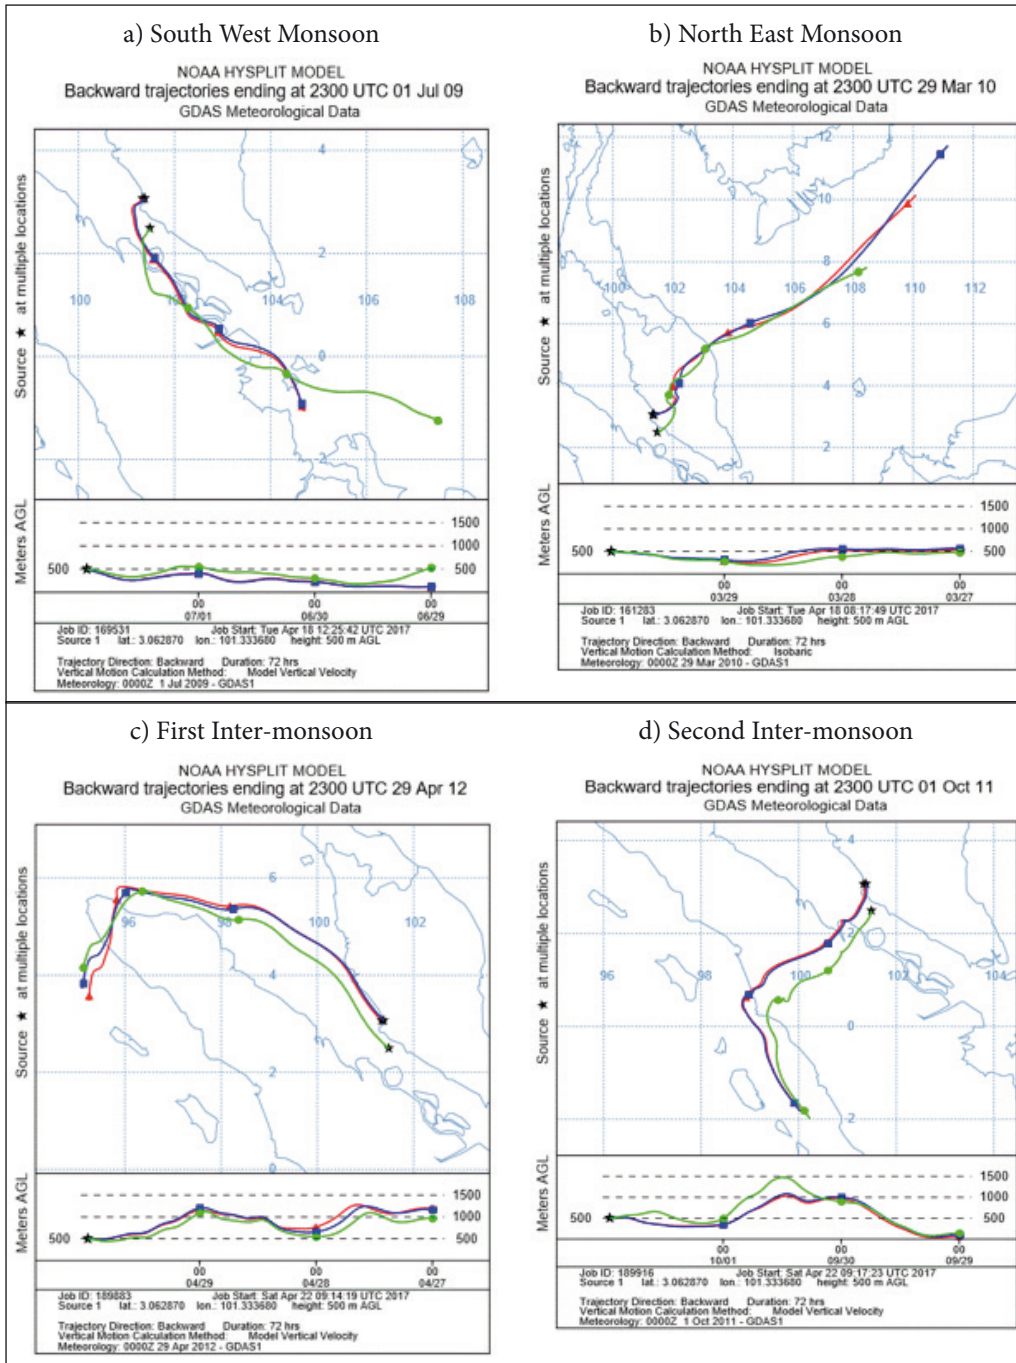 a) South West Monsoon
NOAA HYSPLIT MODEL
Backward trajectories ending at 2300 UTC 01 Jul 09
GDAS Meteorological Data
Source ★ at multiple locations
4
2
100
102
104
106
108
0
2
Meters AGL
1500
1000
500
500
00
00
00
07/01
06/30
06/29
Job ID: 169531 Job Start: Tue Apr 18 12:25:42 UTC 2017
Source 1 lat.: 3.062870 lon.: 101.333680 height: 500 m AGL
Trajectory Direction: Backward Duration: 72 hrs
Vertical Motion Calculation Method: Model Vertical Velocity
Meteorology: 0000Z 1 Jul 2009 - GDAS1
b) North East Monsoon
NOAA HYSPLIT MODEL
Backward trajectories ending at 2300 UTC 29 Mar 10
GDAS Meteorological Data
Source ★ at multiple locations
12
10
8
102
104
106
108
110
112
6
4
2
Meters AGL
1500
1000
500
500
00
00
00
03/29
03/28
03/27
Job ID: 161283 Job Start: Tue Apr 18 08:17:49 UTC 2017
Source 1 lat.: 3.062870 lon.: 101.333680 height: 500 m AGL
Trajectory Direction: Backward Duration: 72 hrs
Vertical Motion Calculation Method: Isobaric
Meteorology: 0000Z 29 Mar 2010 - GDAS1
c) First Inter-monsoon
NOAA HYSPLIT MODEL
Backward trajectories ending at 2300 UTC 29 Apr 12
GDAS Meteorological Data
Source ★ at multiple locations
6
96
98
100
102
4
2
0
Meters AGL
1500
1000
500
500
00
00
00
04/29
04/28
04/27
Job ID: 189883 Job Start: Sat Apr 22 09:14:19 UTC 2017
Source 1 lat.: 3.062870 lon.: 101.333680 height: 500 m AGL
Trajectory Direction: Backward Duration: 72 hrs
Vertical Motion Calculation Method: Model Vertical Velocity
Meteorology: 0000Z 29 Apr 2012 - GDAS1
d) Second Inter-monsoon
NOAA HYSPLIT MODEL
Backward trajectories ending at 2300 UTC 01 Oct 11
GDAS Meteorological Data
Source ★ at multiple locations
4
2
96
98
100
102
104
0
2
Meters AGL
1500
1000
500
500
00
00
00
10/01
09/30
09/29
Job ID: 189916 Job Start: Sat Apr 22 09:17:23 UTC 2017
Source 1 lat.: 3.062870 lon.: 101.333680 height: 500 m AGL
Trajectory Direction: Backward Duration: 72 hrs
Vertical Motion Calculation Method: Model Vertical Velocity
Meteorology: 0000Z 1 Oct 2011 - GDAS1